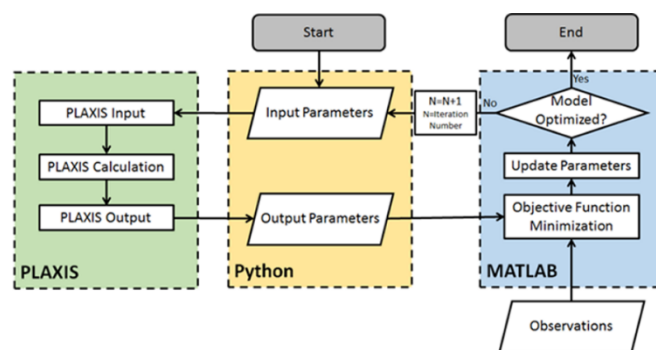 Start
End
PLAXIS Input
PLAXIS Calculation
PLAXIS Output
PLAXIS
Input Parameters
Output Parameters
Python
N=N+1
N=Iteration
Number
No
Yes
Model
Optimized?
Update Parameters
Objective Function
Minimization
MATLAB
Observations